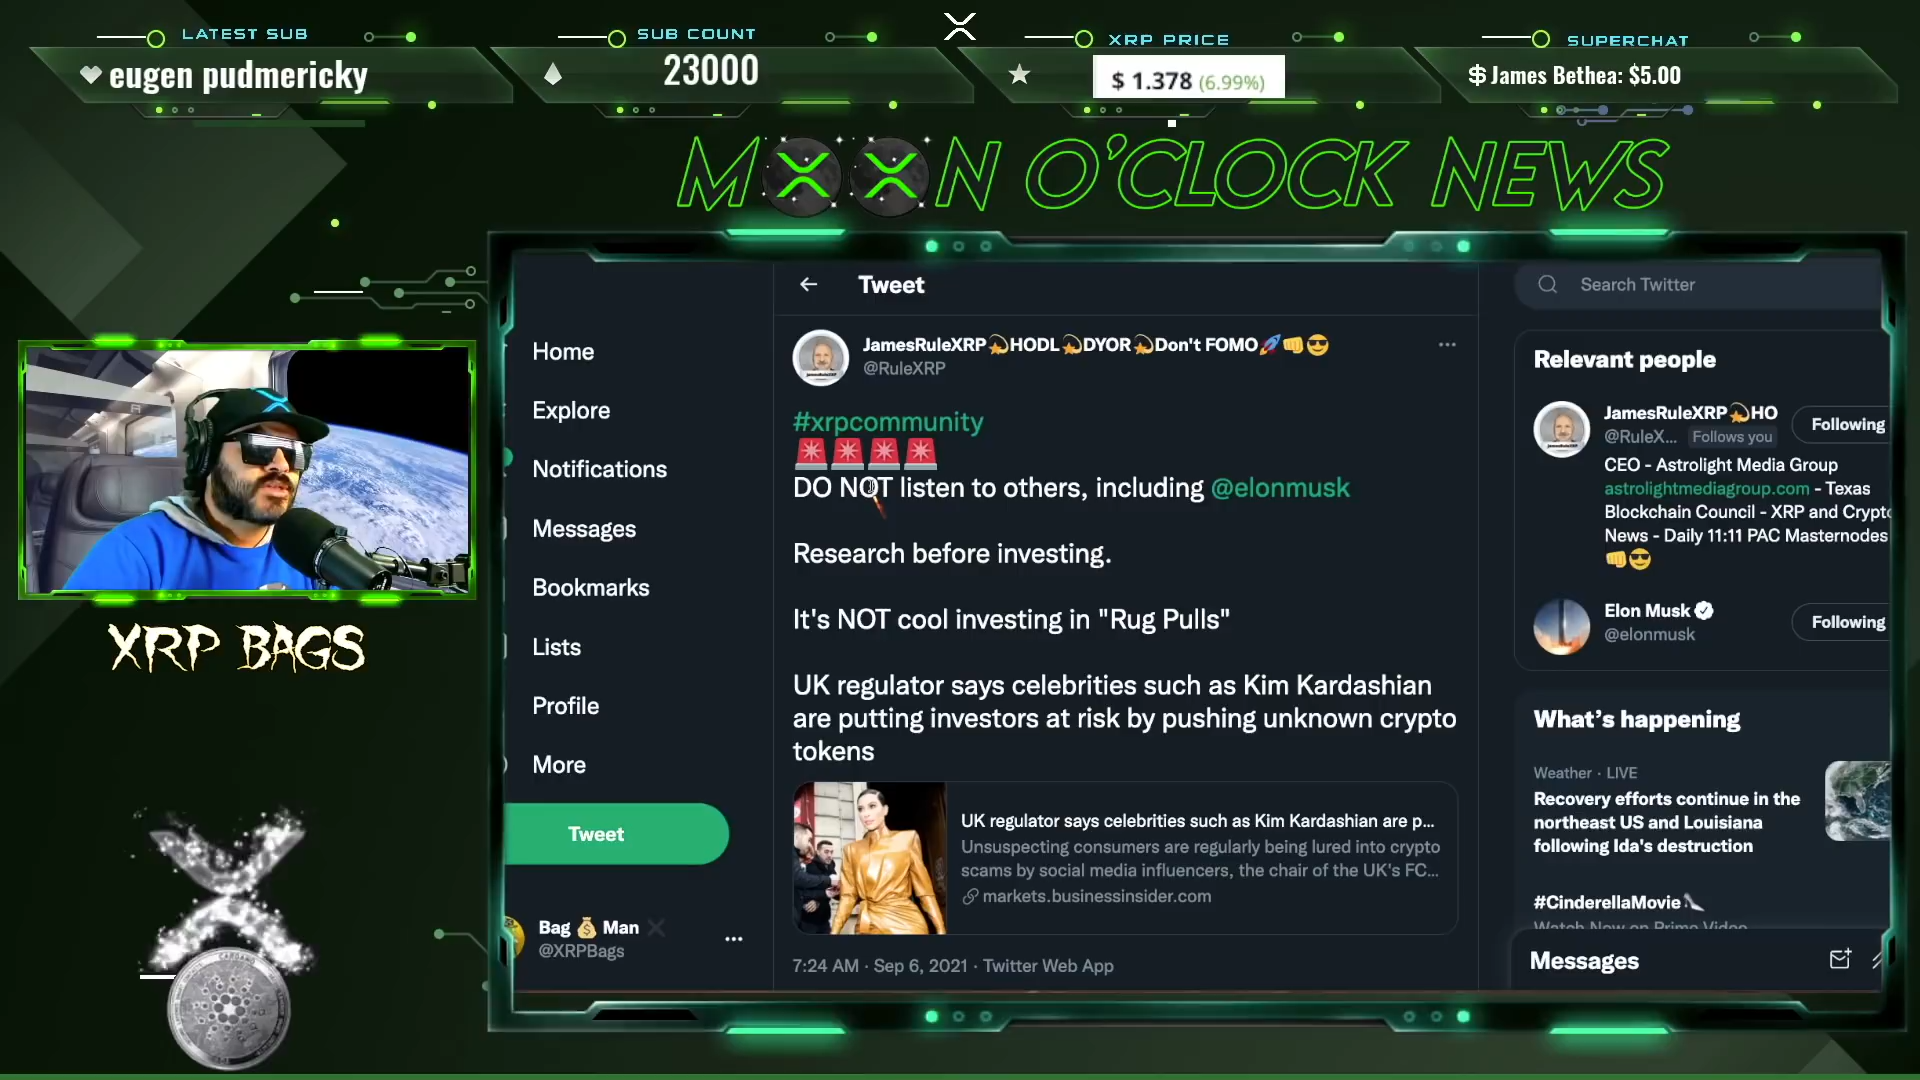 LATEST SUB
eugen pudmericky
SUB COUNT
23000
XRP PRICE
$ 1.378 (6.99%)
SUPERCHAT
James Bethea: $5.00
MOON O'CLOCK NEWS
XRP BAGS
Home
Explore
Notifications
Messages
Bookmarks
Lists
Profile
More
Tweet
Bag 💰 Man
@XRPBags
Tweet
JamesRuleXRP💫HODL💫DYOR💫Don't FOMO🚀👊😎
@RuleXRP
#xrpcommunity
🚨🚨🚨🚨
DO NOT listen to others, including @elonmusk
Research before investing.
It's NOT cool investing in "Rug Pulls"
UK regulator says celebrities such as Kim Kardashian
are putting investors at risk by pushing unknown crypto
tokens
UK regulator says celebrities such as Kim Kardashian are p...
Unsuspecting consumers are regularly being lured into crypto
scams by social media influencers, the chair of the UK's FC...
markets.businessinsider.com
7:24 AM · Sep 6, 2021 · Twitter Web App
Search Twitter
Relevant people
JamesRuleXRP💫HO
@RuleX... Follows you
Following
CEO - Astrolight Media Group
astrolightmediagroup.com - Texas
Blockchain Council - XRP and Crypto
News - Daily 11:11 PAC Masternodes
👊😎
Elon Musk
@elonmusk
Following
What's happening
Weather · LIVE
Recovery efforts continue in the
northeast US and Louisiana
following Ida's destruction
#CinderellaMovie
Watch Now on Prime Video
Messages